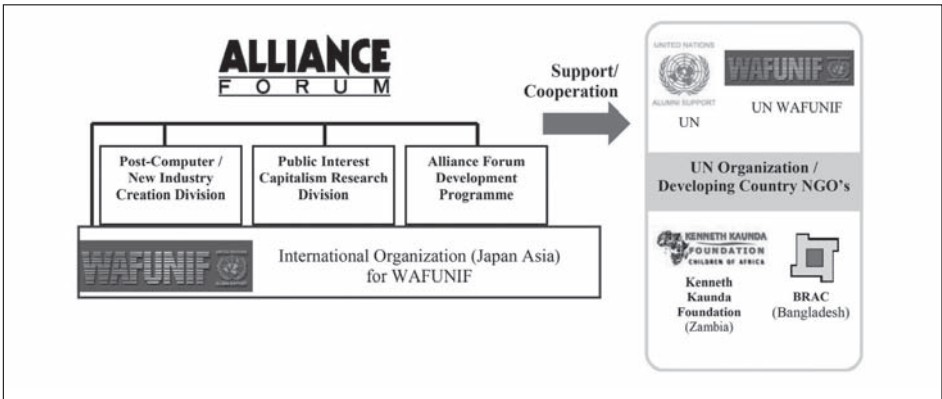 ALLIANCE
FORUM
Support/
Cooperation
UNITED NATIONS
ALUMNI SUPPORT
UN
WAFUNIF
UN WAFUNIF
Post-Computer /
New Industry
Creation Division
Public Interest
Capitalism Research
Division
Alliance Forum
Development
Programme
UN Organization /
Developing Country NGO's
WAFUNIF
International Organization (Japan Asia)
for WAFUNIF
KENNETH KAUNDA
FOUNDATION
CHILDREN OF AFRICA
Kenneth
Kaunda
Foundation
(Zambia)
BRAC
(Bangladesh)